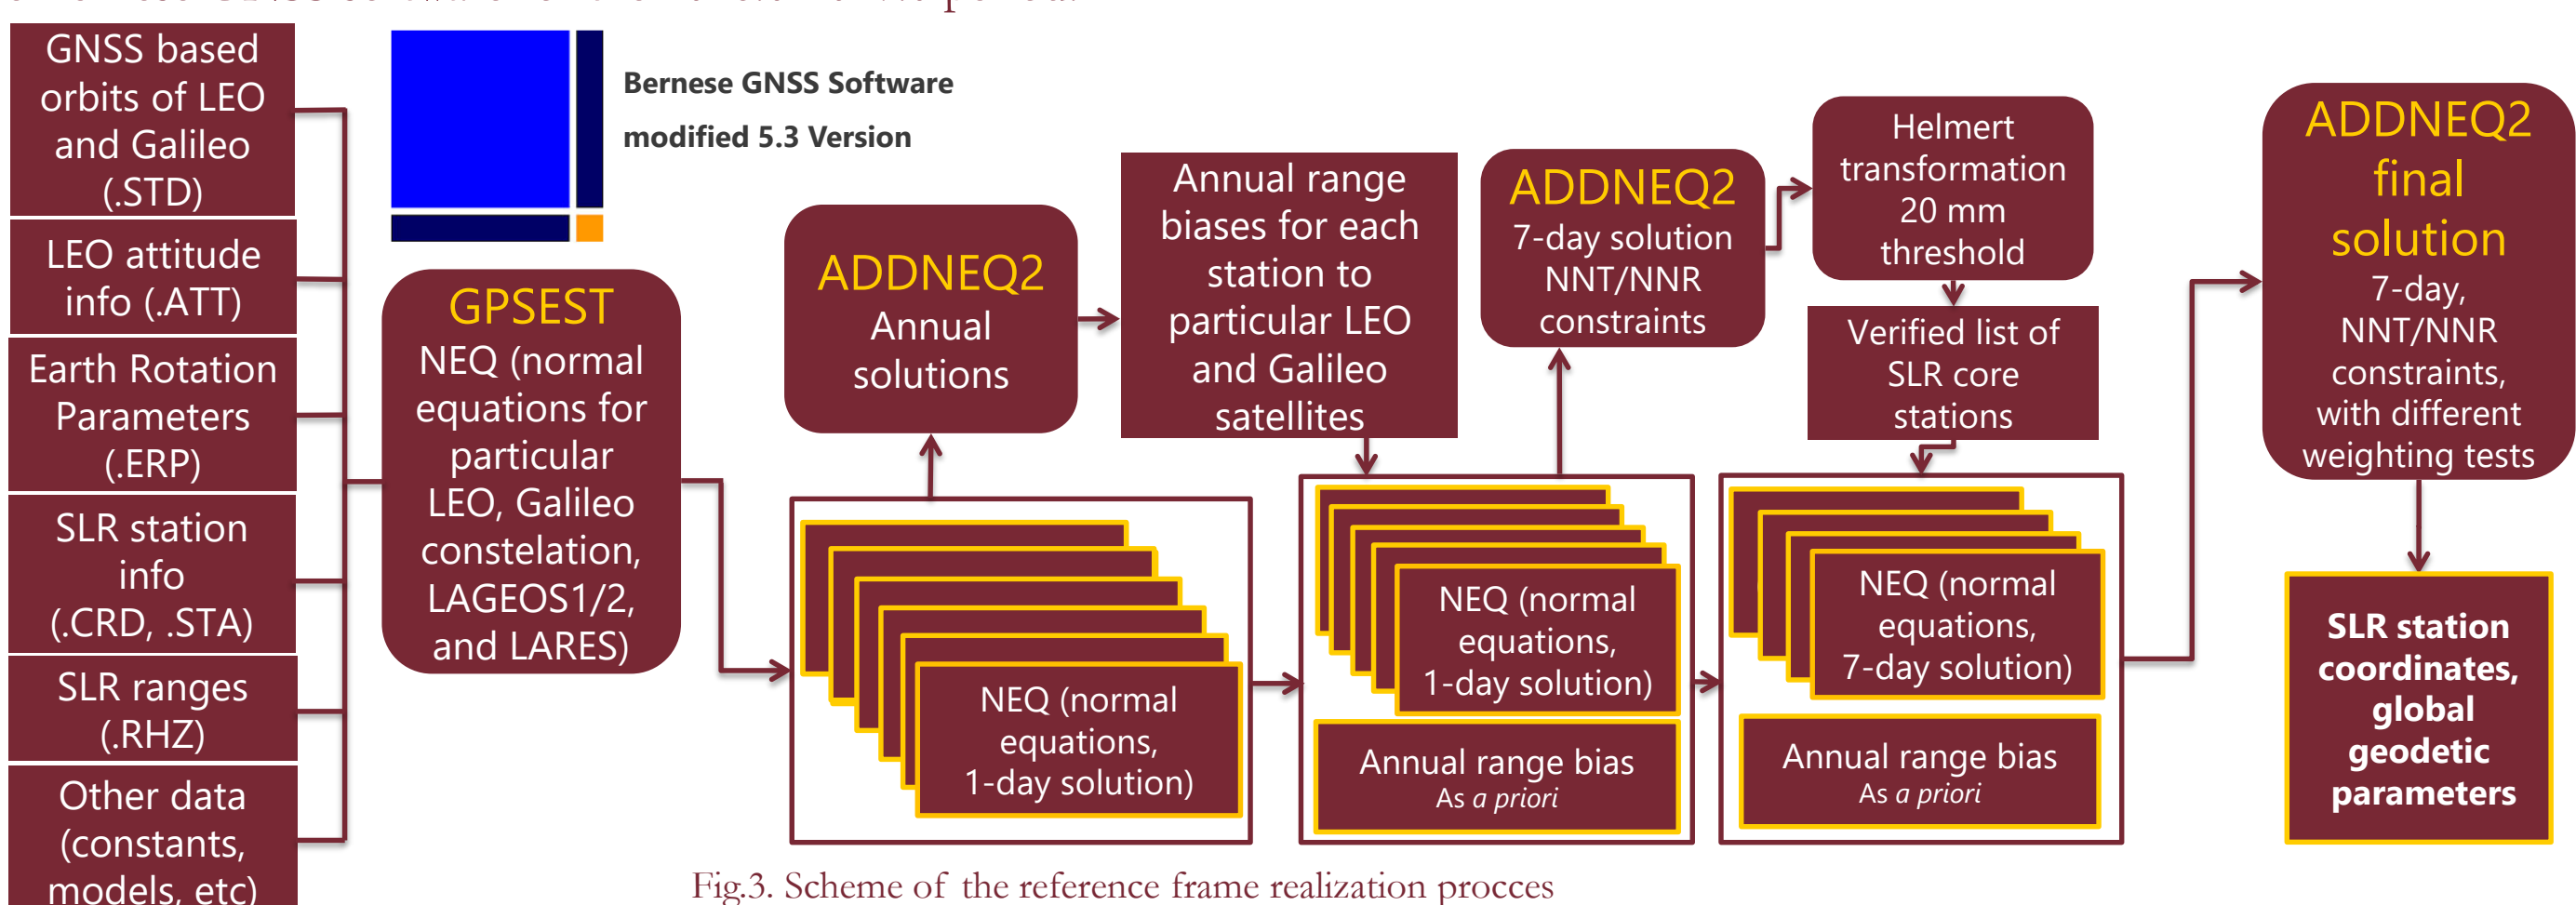 GNSS based
orbits of LEO
and Galileo
(.STD)
LEO attitude
info (.ATT)
Earth Rotation
Parameters
(.ERP)
SLR station
info
(.CRD, .STA)
SLR ranges
(.RHZ)
Other data
(constants,
models, etc)
Bernese GNSS Software
modified 5.3 Version
GPSEST
NEQ (normal
equations for
particular
LEO, Galileo
constelation,
LAGEOS1/2,
and LARES)
ADDNEQ2
Annual
solutions
NEQ (normal
equations,
1-day solution)
Annual range
biases for each
station to
particular LEO
and Galileo
satellites
NEQ (normal
equations,
1-day solution)
Annual range bias
As a priori
ADDNEQ2
7-day solution
NNT/NNR
constraints
Helmert
transformation
20 mm
threshold
Verified list of
SLR core
stations
NEQ (normal
equations,
7-day solution)
Annual range bias
As a priori
ADDNEQ2
final
solution
7-day,
NNT/NNR
constraints,
with different
weighting tests
SLR station
coordinates,
global
geodetic
parameters
Fig.3. Scheme of the reference frame realization procces